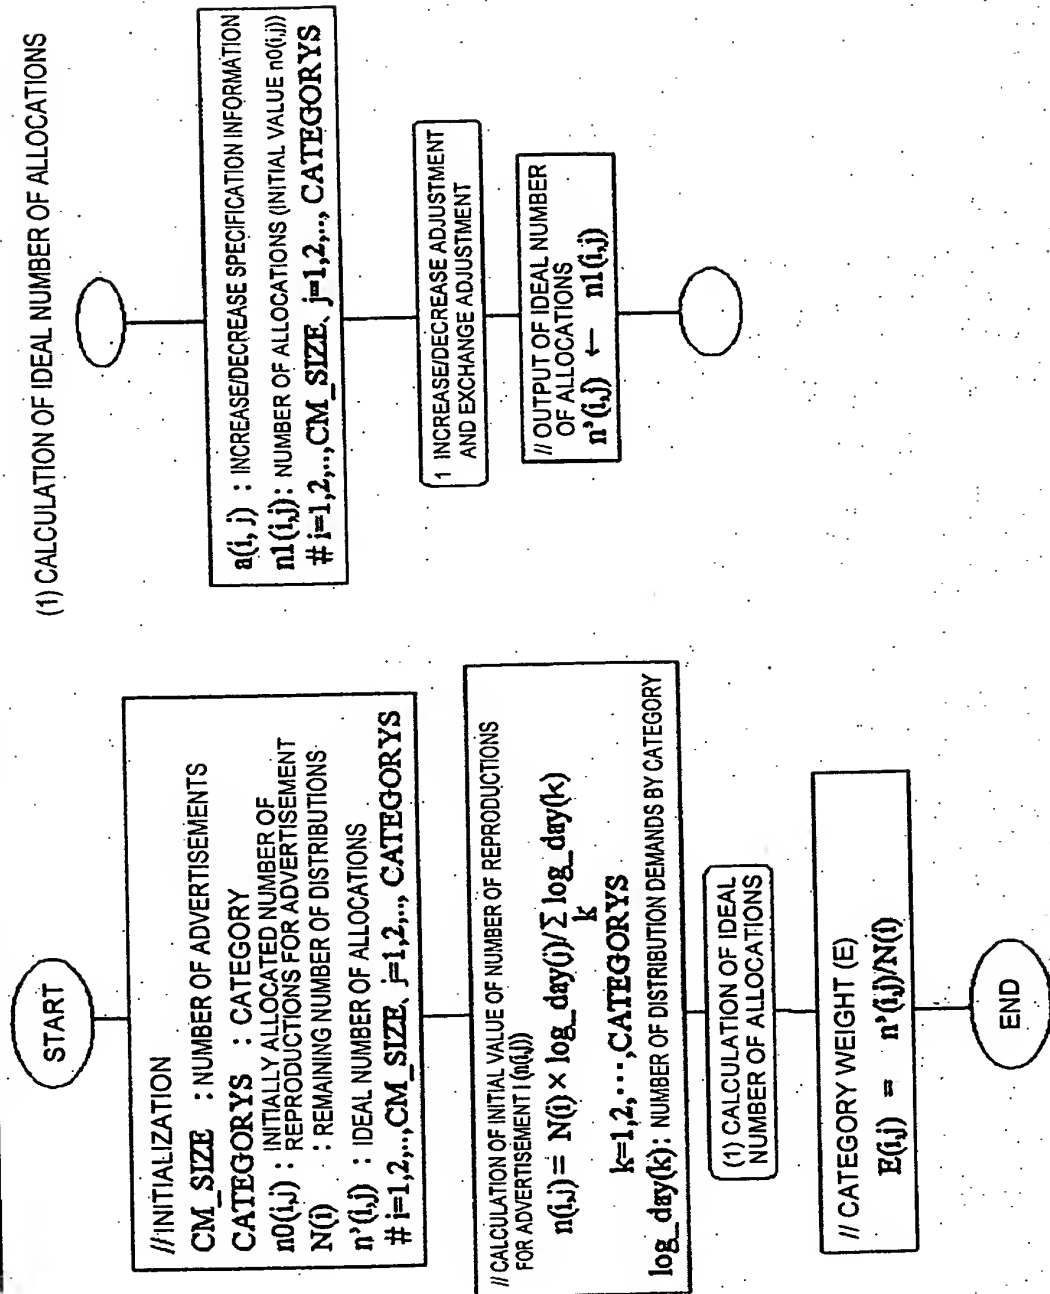 START
//INITIALIZATION
CM_SIZE : NUMBER OF ADVERTISEMENTS
CATEGORYS : CATEGORY
n0(i,j) : INITIALLY ALLOCATED NUMBER OF
REPRODUCTIONS FOR ADVERTISEMENT
N(i) : REMAINING NUMBER OF DISTRIBUTIONS
n'(i,j) : IDEAL NUMBER OF ALLOCATIONS
# i=1,2,..,CM_SIZE、j=1,2,.., CATEGORYS
// CALCULATION OF INITIAL VALUE OF NUMBER OF REPRODUCTIONS
FOR ADVERTISEMENT I (n(i,j))
n(i,j) = N(i) × log_day(j)/Σ log_day(k)
k
k=1,2,⋯,CATEGORYS
log_day(k): NUMBER OF DISTRIBUTION DEMANDS BY CATEGORY
(1) CALCULATION OF IDEAL
NUMBER OF ALLOCATIONS
// CATEGORY WEIGHT (E)
E(i,j) = n'(i,j)/N(i)
END
(1) CALCULATION OF IDEAL NUMBER OF ALLOCATIONS
a(i, j) : INCREASE/DECREASE SPECIFICATION INFORMATION
n1(i,j): NUMBER OF ALLOCATIONS (INITIAL VALUE n0(i,j))
# i=1,2,..,CM_SIZE、j=1,2,.., CATEGORYS
1 INCREASE/DECREASE ADJUSTMENT
AND EXCHANGE ADJUSTMENT
// OUTPUT OF IDEAL NUMBER
OF ALLOCATIONS
n'(i,j) ← n1(i,j)